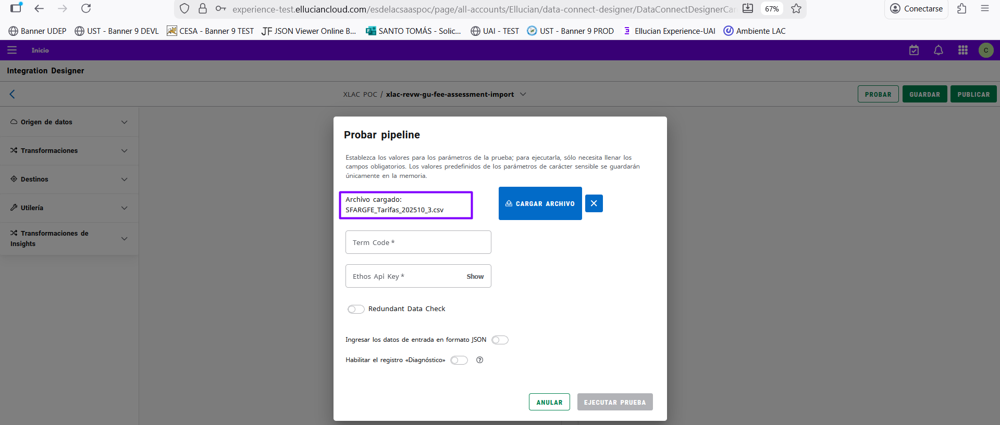 experience-test.elluciancloud.com/esdelacsaaspoc/page/all-accounts/Ellucian/data-connect-designer/DataConnectDesignerCar
67%
Conectarse
Banner UDEP
UST - Banner 9 DEVL
CESA - Banner 9 TEST
JSON Viewer Online B...
SANTO TOMÁS - Solic...
UAI - TEST
UST - Banner 9 PROD
Ellucian Experience-UAI
Ambiente LAC
Inicio
C
Integration Designer
XLAC POC / xlac-revw-gu-fee-assessment-import
PROBAR
GUARDAR
PUBLICAR
Origen de datos
Transformaciones
Destinos
Utilería
Transformaciones de
Insights
Probar pipeline
Establezca los valores para los parámetros de la prueba; para ejecutarla, sólo necesita llenar los
campos obligatorios. Los valores predefinidos de los parámetros de carácter sensible se guardarán
únicamente en la memoria.
Archivo cargado:
SFARGFE_Tarifas_202510_3.csv
CARGAR ARCHIVO
Term Code *
Ethos Api Key *
Show
Redundant Data Check
Ingresar los datos de entrada en formato JSON
Habilitar el registro «Diagnóstico»
ANULAR
EJECUTAR PRUEBA